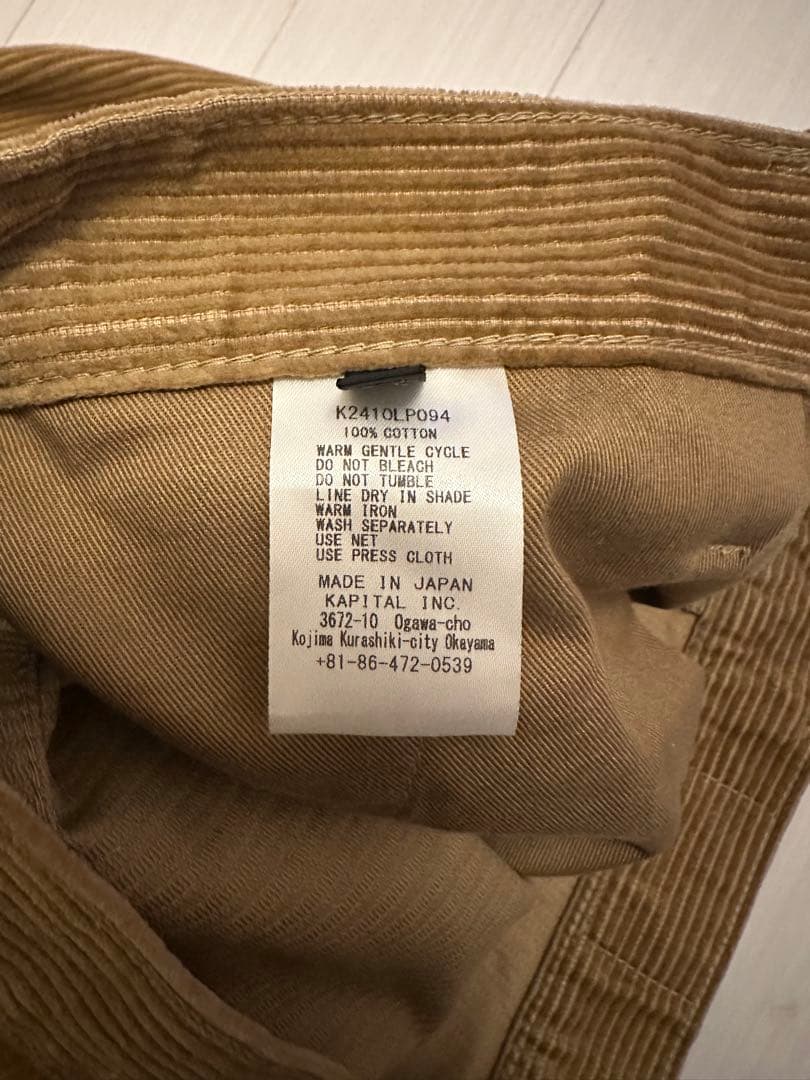 K2410LP094
100% COTTON
WARM GENTLE CYCLE
DO NOT BLEACH
DO NOT TUMBLE
LINE DRY IN SHADE
WARM IRON
WASH SEPARATELY
USE NET
USE PRESS CLOTH
MADE IN JAPAN
KAPITAL INC.
3672-10 Ogawa-cho
Kojima Kurashiki-city Okayama
+81-86-472-0539